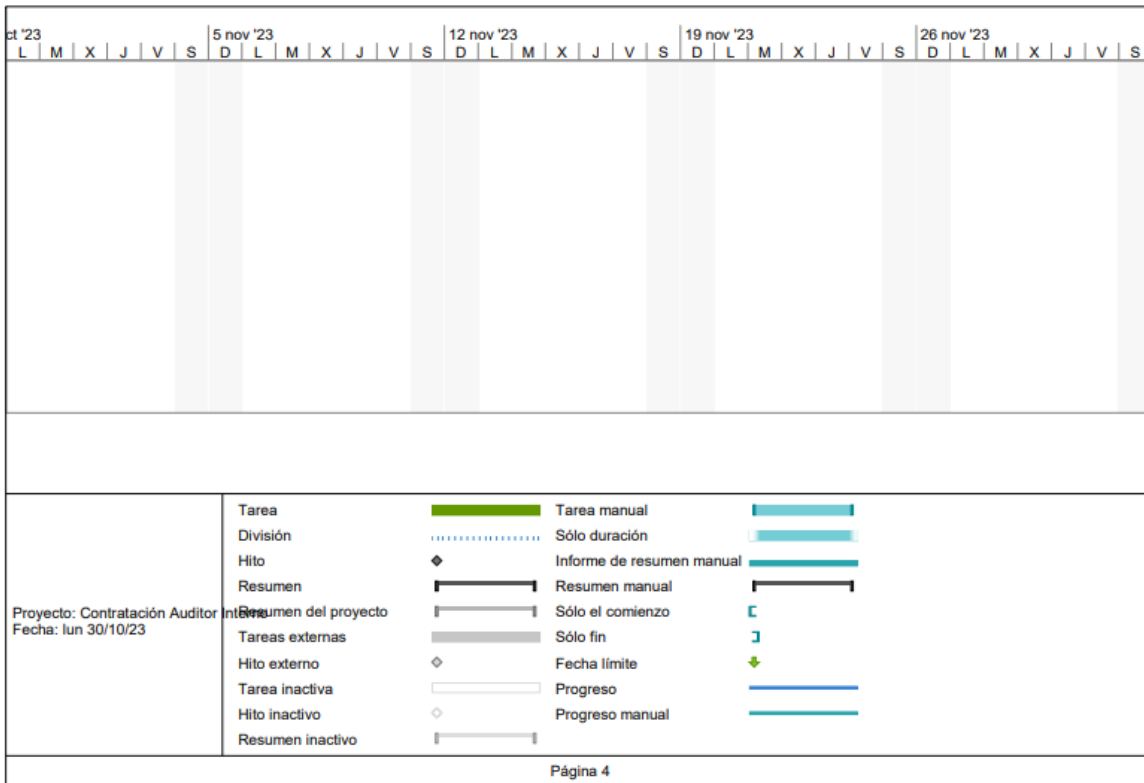 ct '23 5 nov '23 12 nov '23 19 nov '23 26 nov '23
L M X J V S D L M X J V S D L M X J V S D L M X J V S D L M X J V S
Tarea Tarea manual
División Sólo duración
Hito Informe de resumen manual
Resumen Resumen manual
Proyecto: Contratación Auditor Interno
Fecha: lun 30/10/23
Resumen del proyecto Sólo el comienzo
Tareas externas Sólo fin
Hito externo Fecha límite
Tarea inactiva Progreso
Hito inactivo Progreso manual
Resumen inactivo
Página 4